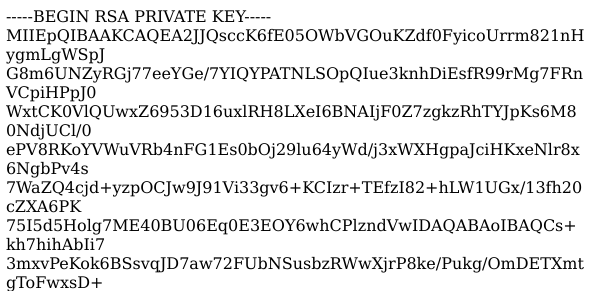 -----BEGIN RSA PRIVATE KEY-----
MIIEpQIBAAKCAQEA2JJQsccK6fE05OWbVGOuKZdf0FyicoUrrm821nH
ygmLgWSpJ
G8m6UNZyRGj77eeYGe/7YIQYPATNLSOpQIue3knhDiEsfR99rMg7FRn
VCpiHPpJ0
WxtCK0VlQUwxZ6953D16uxlRH8LXeI6BNAIjF0Z7zgkzRhTYJpKs6M8
0NdjUCl/0
ePV8RKoYVWuVRb4nFG1Es0bOj29lu64yWd/j3xWXHgpaJciHKxeNlr8x
6NgbPv4s
7WaZQ4cjd+yzpOCJw9J91Vi33gv6+KCIzr+TEfzI82+hLW1UGx/13fh20
cZXA6PK
75I5d5Holg7ME40BU06Eq0E3EOY6whCPlzndVwIDAQABAoIBAQCs+
kh7hihAbIi7
3mxvPeKok6BSsvqJD7aw72FUbNSusbzRWwXjrP8ke/Pukg/OmDETXmt
gToFwxsD+